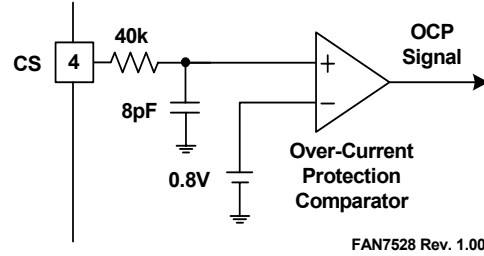 40k
OCP
Signal
CS
4
+
−
8pF
0.8V
Over-Current
Protection
Comparator
FAN7528 Rev. 1.00